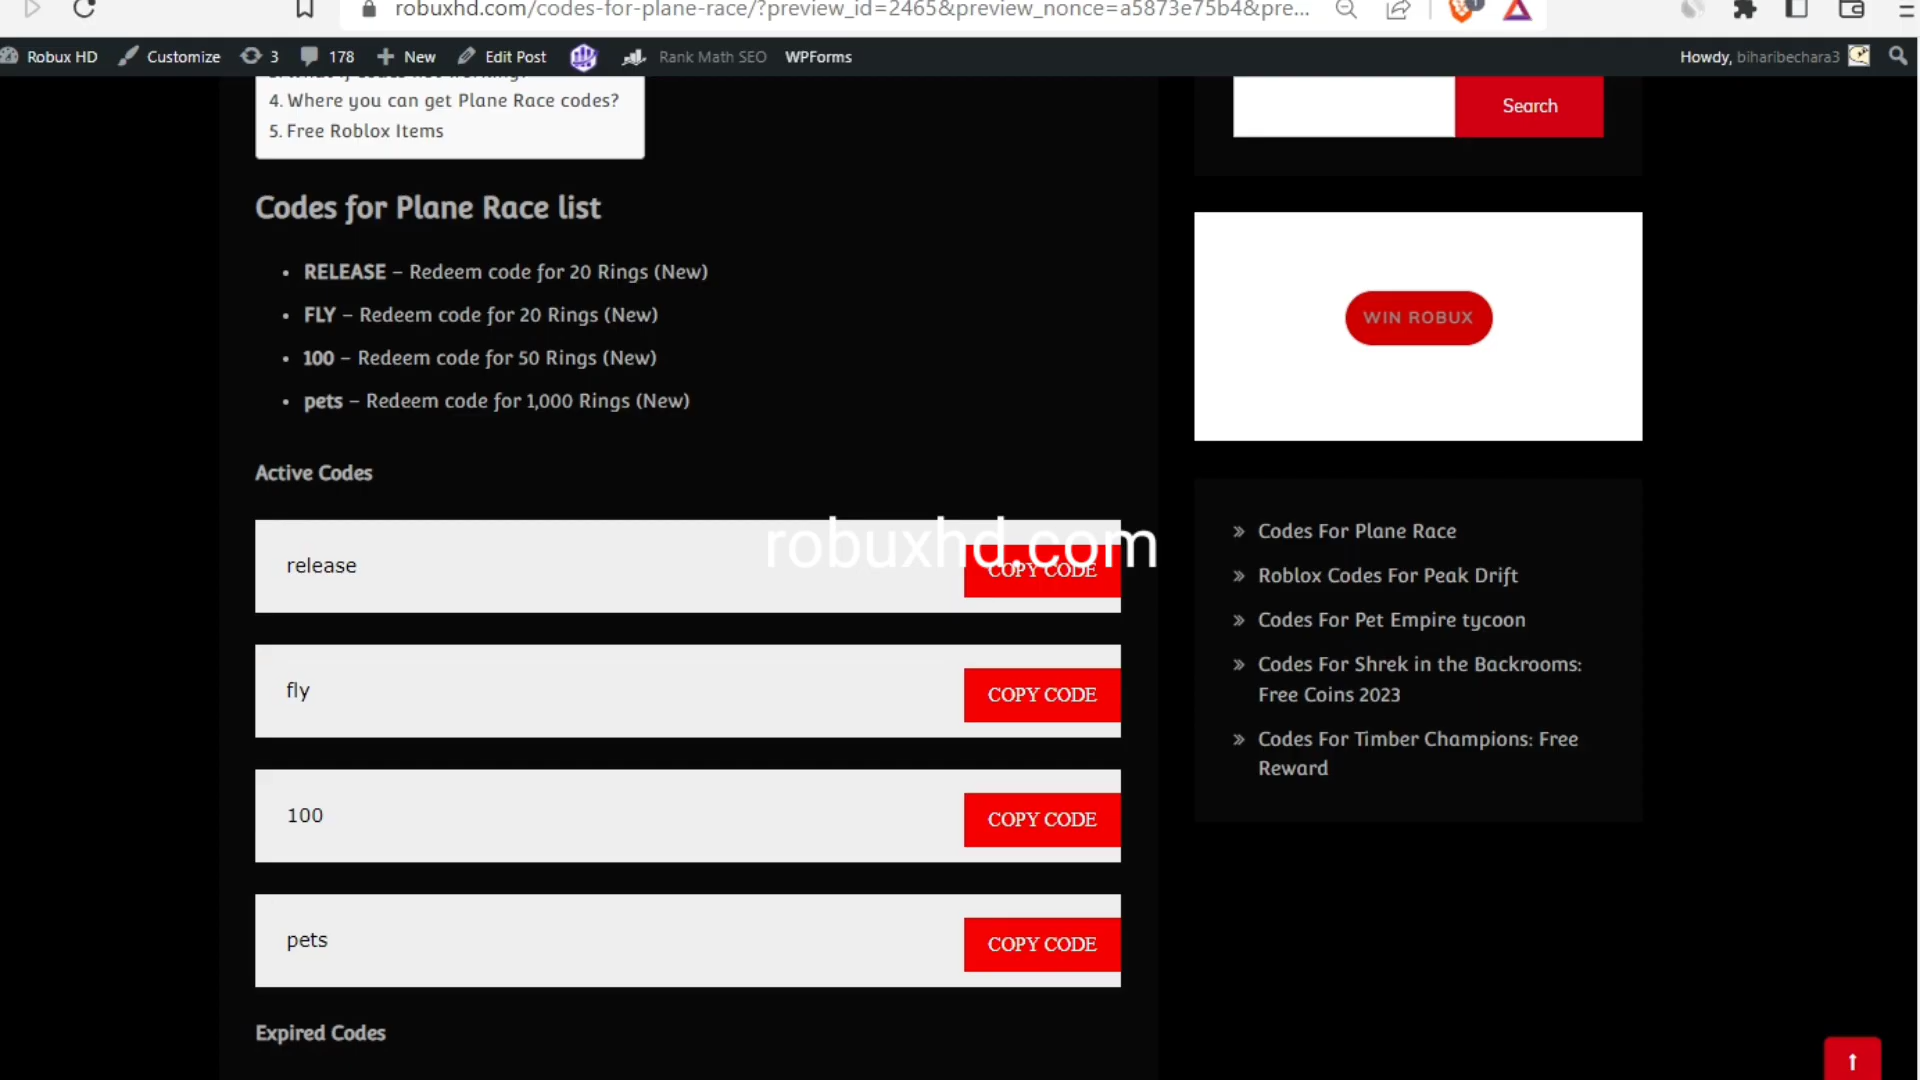 robuxhd.com/codes-for-plane-race/?preview_id=2465&preview_nonce=a5873e75b4&pre...
Robux HD Customize 3 178 New Edit Post Rank Math SEO WPForms
Howdy, biharibechara3
4. Where you can get Plane Race codes?
5. Free Roblox Items
Search
Codes for Plane Race list
• RELEASE – Redeem code for 20 Rings (New)
• FLY – Redeem code for 20 Rings (New)
• 100 – Redeem code for 50 Rings (New)
• pets – Redeem code for 1,000 Rings (New)
WIN ROBUX
Active Codes
robuxhd.com
release
COPY CODE
fly
COPY CODE
100
COPY CODE
pets
COPY CODE
Expired Codes
» Codes For Plane Race
» Roblox Codes For Peak Drift
» Codes For Pet Empire tycoon
» Codes For Shrek in the Backrooms:
Free Coins 2023
» Codes For Timber Champions: Free
Reward